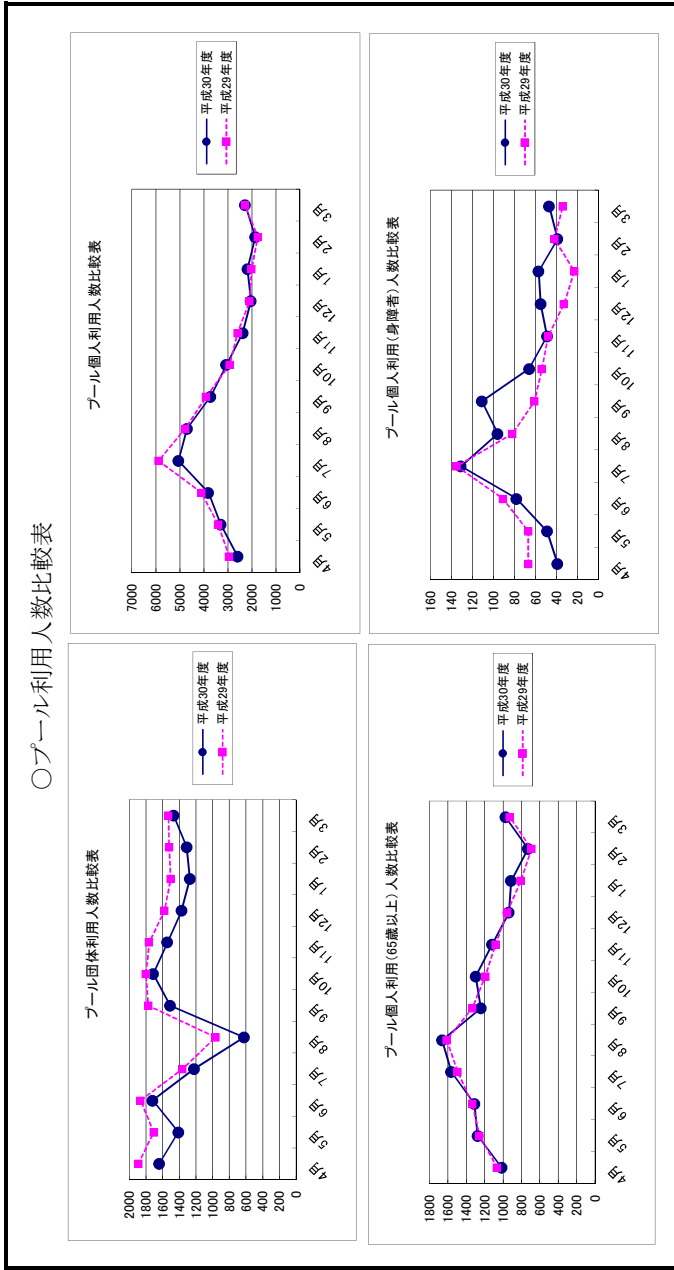 ○プール利用人数比較表
プール団体利用人数比較表
2000
1800
1600
1400
1200
1000
800
600
400
200
0
4月
5月
6月
7月
8月
9月
10月
11月
12月
1月
2月
3月
平成30年度
平成29年度
プール個人利用人数比較表
7000
6000
5000
4000
3000
2000
1000
0
4月
5月
6月
7月
8月
9月
10月
11月
12月
1月
2月
3月
平成30年度
平成29年度
プール個人利用(65歳以上)人数比較表
1800
1600
1400
1200
1000
800
600
400
200
0
4月
5月
6月
7月
8月
9月
10月
11月
12月
1月
2月
3月
平成30年度
平成29年度
プール個人利用(身障者)人数比較表
160
140
120
100
80
60
40
20
0
4月
5月
6月
7月
8月
9月
10月
11月
12月
1月
2月
3月
平成30年度
平成29年度